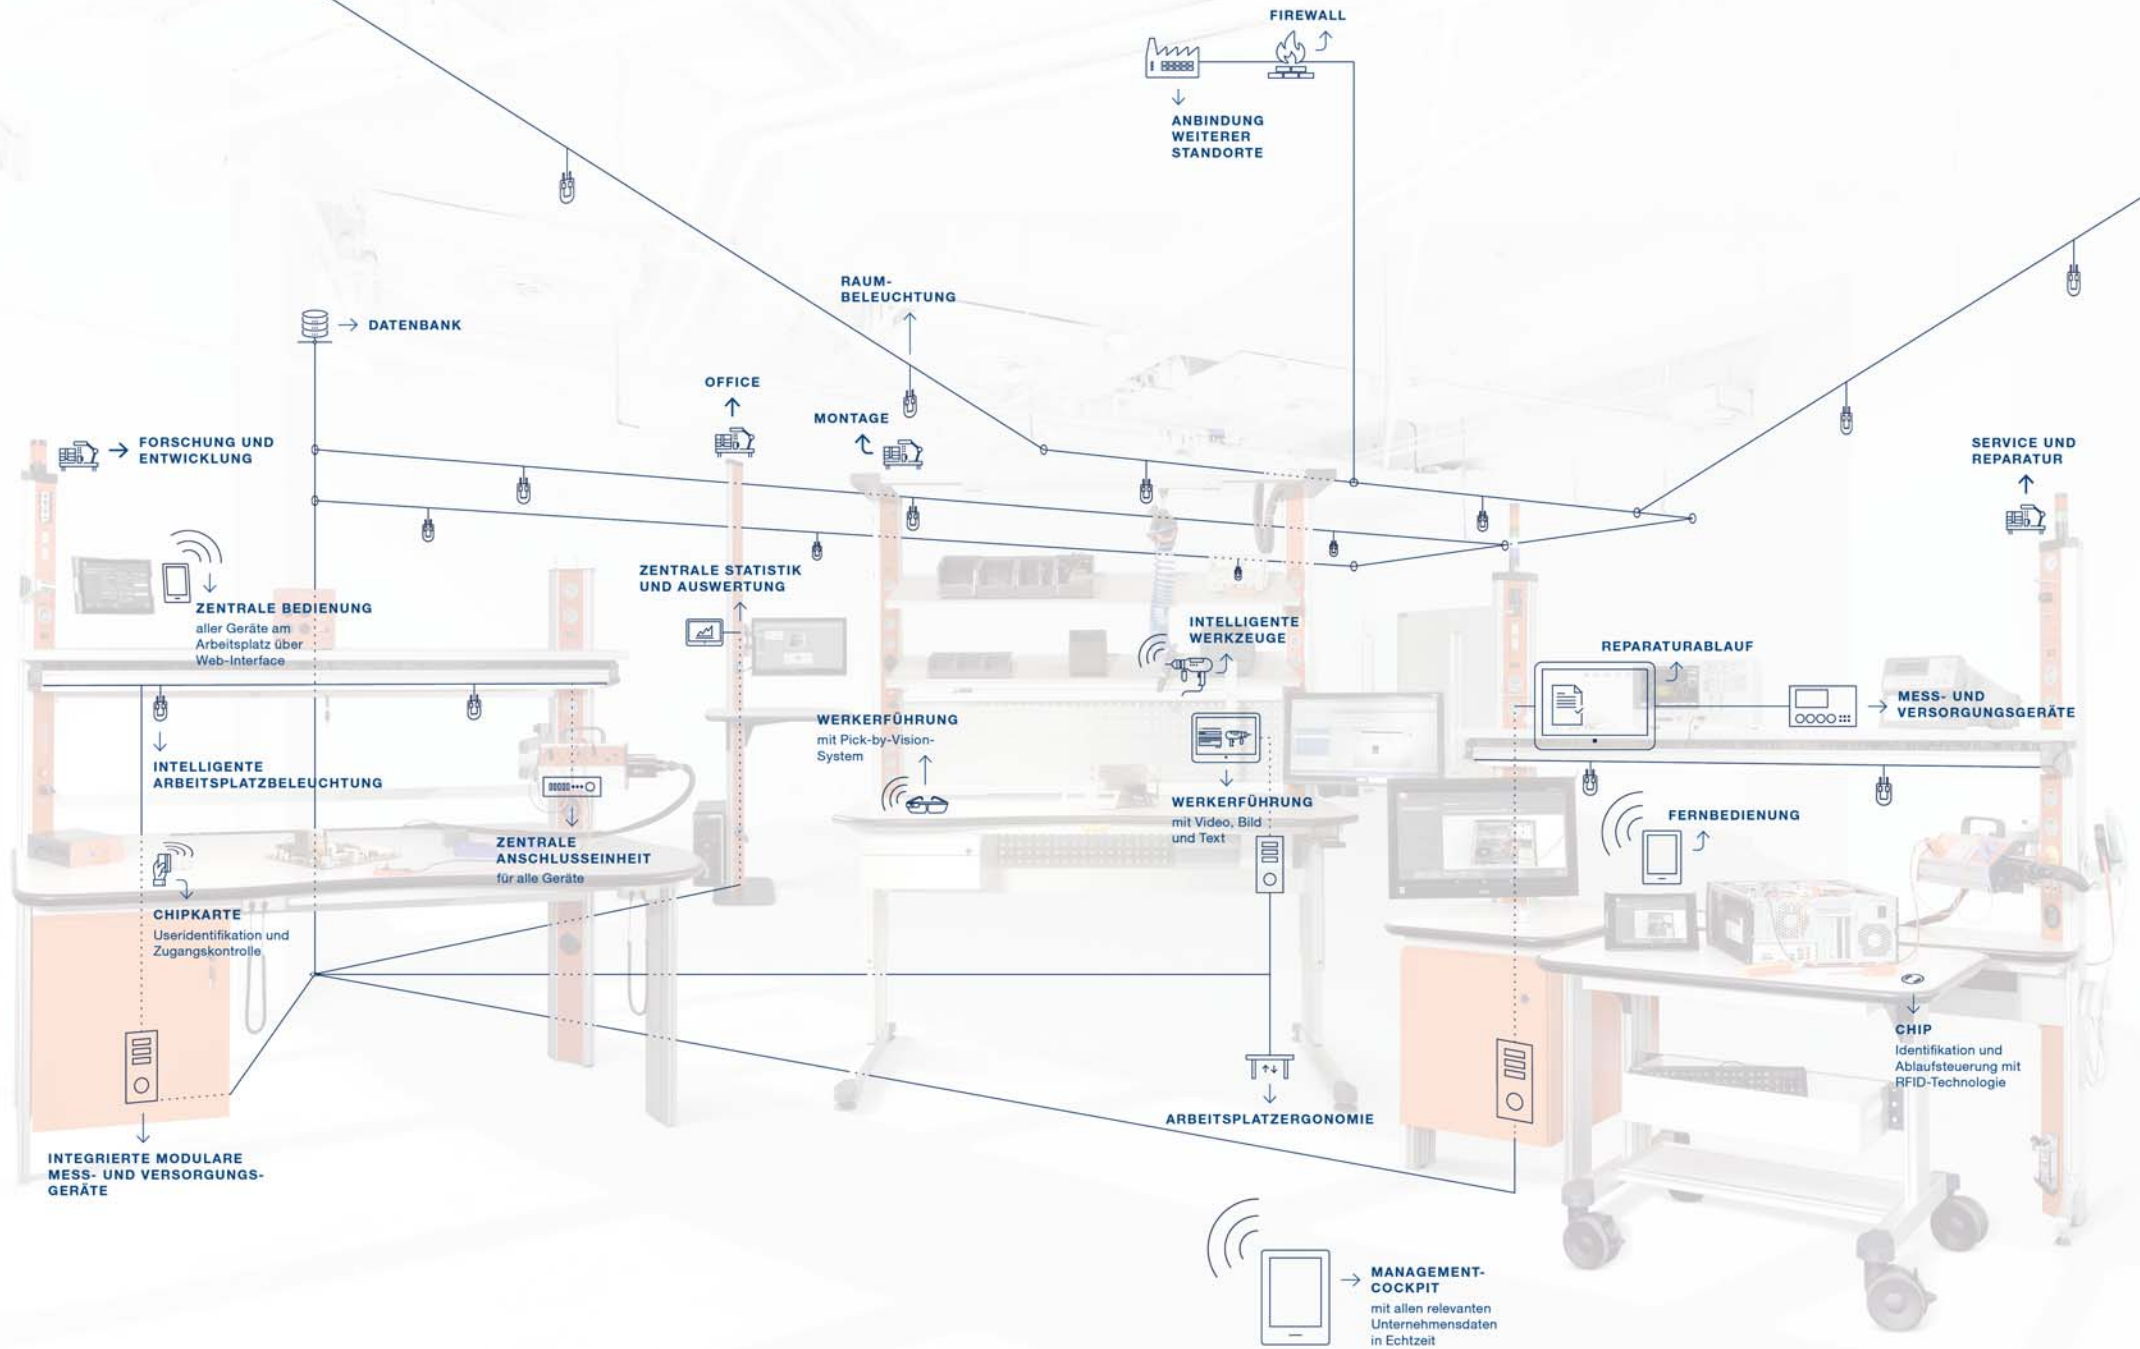 FIREWALL
ANBINDUNG
WEITERER
STANDORTE
RAUM-
BELEUCHTUNG
DATENBANK
OFFICE
MONTAGE
FORSCHUNG UND
ENTWICKLUNG
SERVICE UND
REPARATUR
ZENTRALE STATISTIK
UND AUSWERTUNG
ZENTRALE BEDIENUNG
aller Geräte am
Arbeitsplatz über
Web-Interface
INTELLIGENTE
WERKZEUGE
REPARATURABLAUF
MESS- UND
VERSORGUNGSGERÄTE
WERKERFÜHRUNG
mit Pick-by-Vision-
System
INTELLIGENTE
ARBEITSPLATZBELEUCHTUNG
WERKERFÜHRUNG
mit Video, Bild
und Text
FERNBEDIENUNG
ZENTRALE
ANSCHLUSSEINHEIT
für alle Geräte
CHIPKARTE
Useridentifikation und
Zugangskontrolle
CHIP
Identifikation und
Ablaufsteuerung mit
RFID-Technologie
ARBEITSPLATZERGONOMIE
INTEGRIERTE MODULARE
MESS- UND VERSORGUNGS-
GERÄTE
MANAGEMENT-
COCKPIT
mit allen relevanten
Unternehmensdaten
in Echtzeit